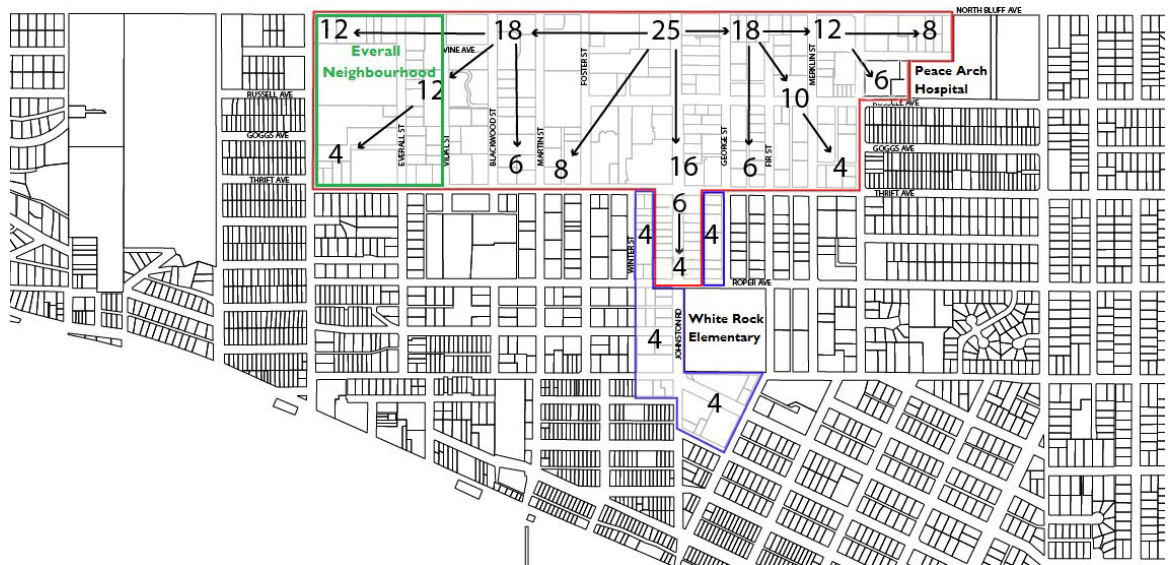 NORTH BLUFF AVE
12
18
25
18
12
8
Everall
Neighbourhood
VINE AVE
FOSTER ST
MERKLIN ST
6
Peace Arch
Hospital
12
10
RUSSELL AVE
GOGGS AVE
THRIFT AVE
4
EVERALL ST
VIDAL ST
BLACKWOOD ST
6
MARTIN ST
8
16
GEORGE ST
6
FIR ST
4
GOGGS AVE
THRIFT AVE
6
4
4
4
WINTER ST
ROPER AVE
4
JOHNSTON RD
White Rock
Elementary
4